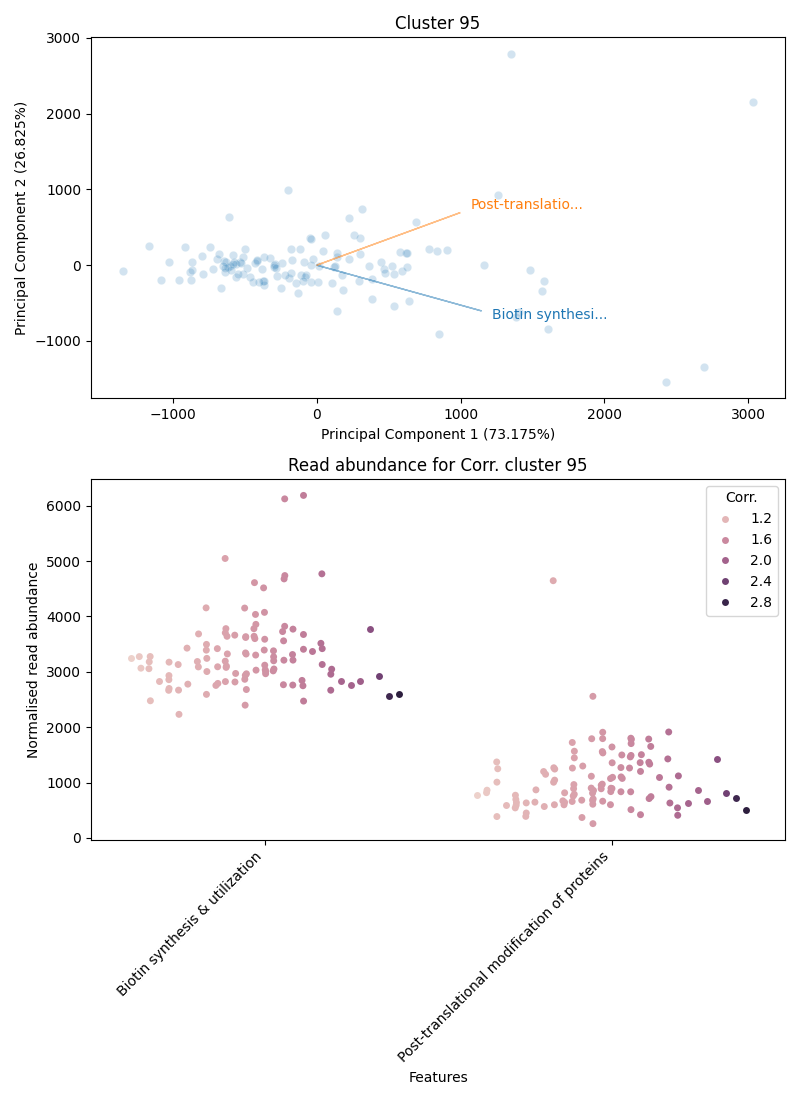 Cluster 95
Principal Component 2 (26.825%)
3000
2000
1000
0
−1000
Post-translatio...
Biotin synthesi...
−1000
0
1000
2000
3000
Principal Component 1 (73.175%)
Read abundance for Corr. cluster 95
Normalised read abundance
6000
5000
4000
3000
2000
1000
0
Corr.
1.2
1.6
2.0
2.4
2.8
Biotin synthesis & utilization
Post-translational modification of proteins
Features